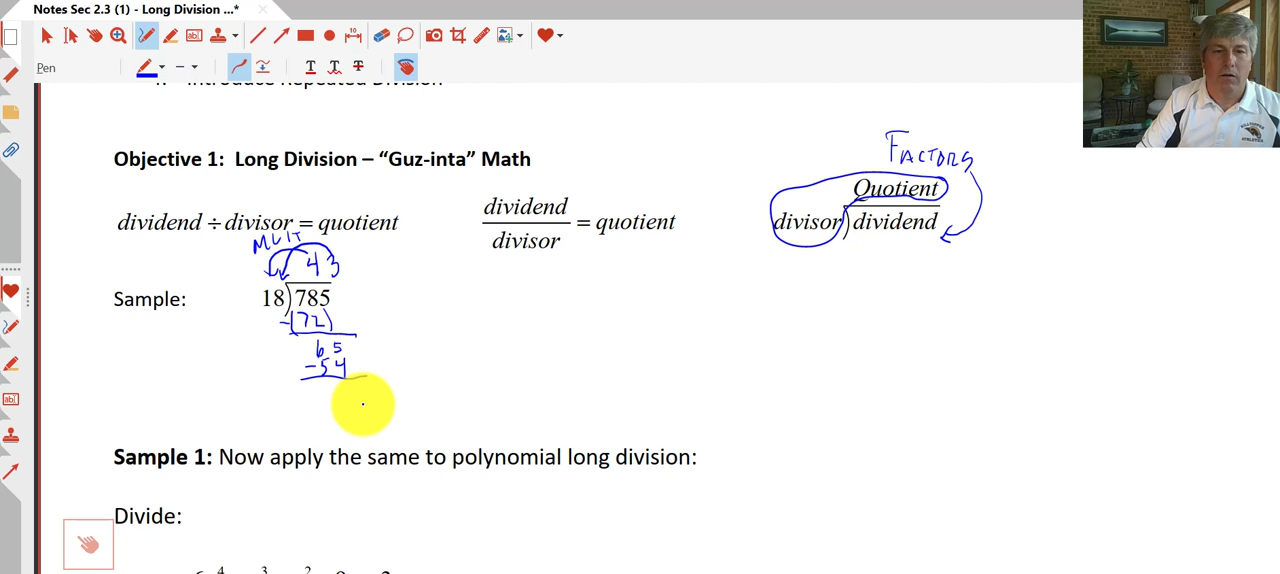 Notes Sec 2.3 (1) - Long Division ...*
Pen
Objective 1: Long Division – “Guz-inta” Math
FACTORS
dividend ÷ divisor = quotient
dividend
divisor
= quotient
Quotient
divisor)dividend
MULT
43
Sample: 18)785
-(72)
65
-54
Sample 1: Now apply the same to polynomial long division:
Divide: